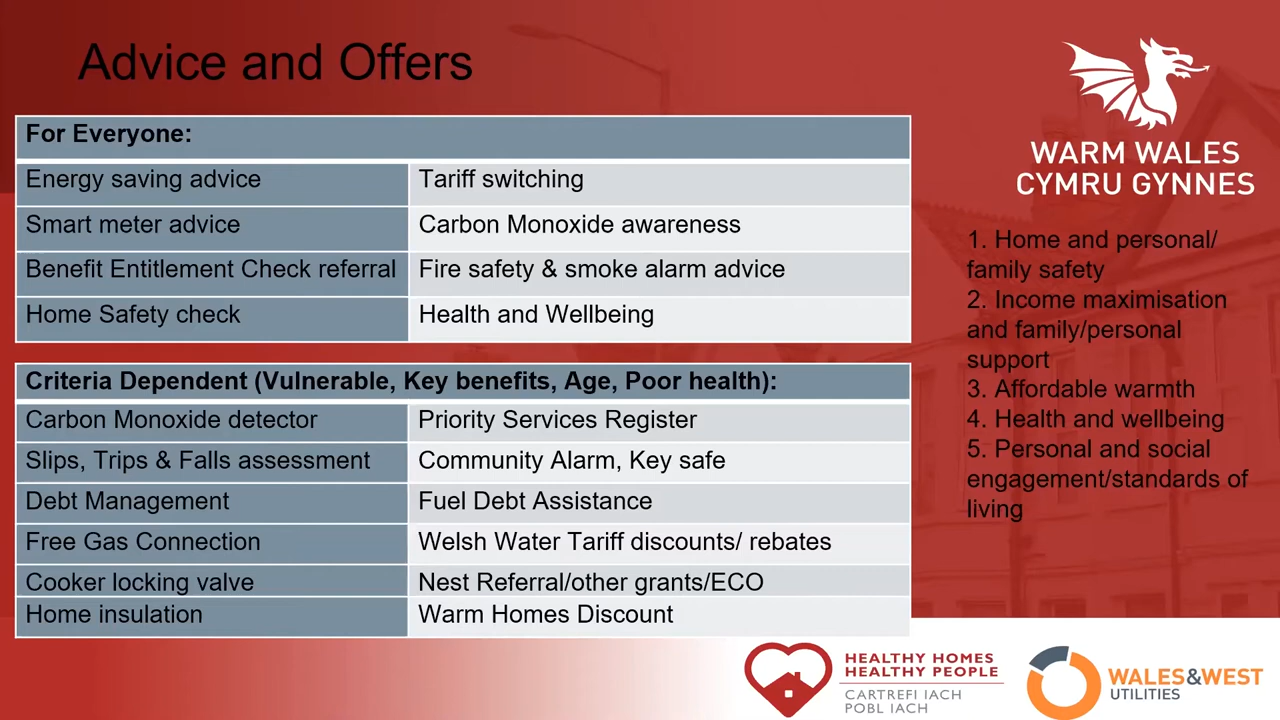 Advice and Offers
For Everyone:
Energy saving advice
Tariff switching
Smart meter advice
Carbon Monoxide awareness
Benefit Entitlement Check referral
Fire safety & smoke alarm advice
Home Safety check
Health and Wellbeing
Criteria Dependent (Vulnerable, Key benefits, Age, Poor health):
Carbon Monoxide detector
Priority Services Register
Slips, Trips & Falls assessment
Community Alarm, Key safe
Debt Management
Fuel Debt Assistance
Free Gas Connection
Welsh Water Tariff discounts/ rebates
Cooker locking valve
Nest Referral/other grants/ECO
Home insulation
Warm Homes Discount
WARM WALES
CYMRU GYNNES
1. Home and personal/
family safety
2. Income maximisation
and family/personal
support
3. Affordable warmth
4. Health and wellbeing
5. Personal and social
engagement/standards of
living
HEALTHY HOMES
HEALTHY PEOPLE
CARTREFI IACH
POBL IACH
WALES&WEST
UTILITIES